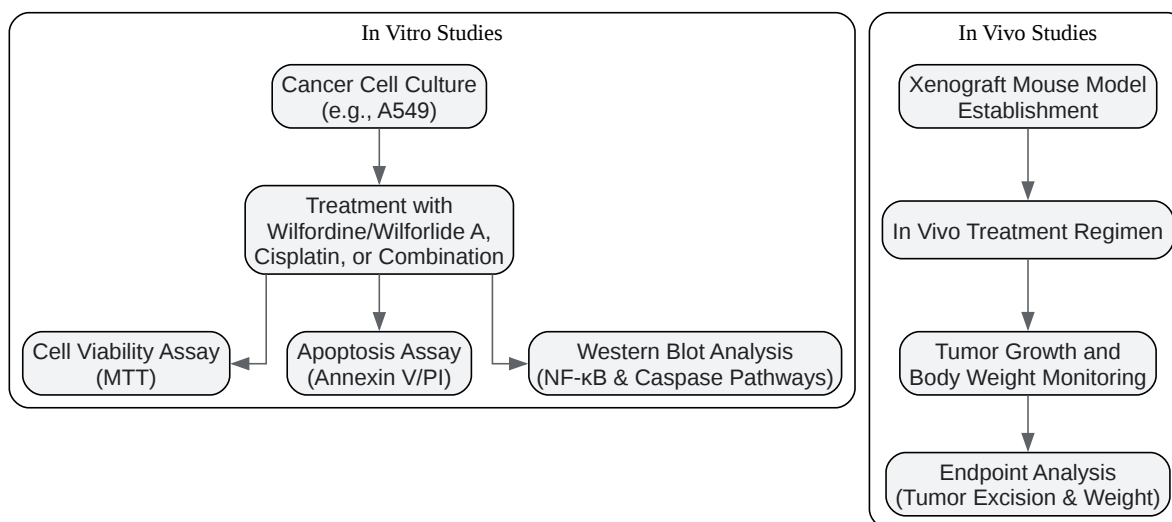 In Vitro Studies
Cancer Cell Culture
(e.g., A549)
Treatment with
Wilfordine/Wilforlide A,
Cisplatin, or Combination
Cell Viability Assay
(MTT)
Apoptosis Assay
(Annexin V/PI)
Western Blot Analysis
(NF-κB & Caspase Pathways)
In Vivo Studies
Xenograft Mouse Model
Establishment
In Vivo Treatment Regimen
Tumor Growth and
Body Weight Monitoring
Endpoint Analysis
(Tumor Excision & Weight)